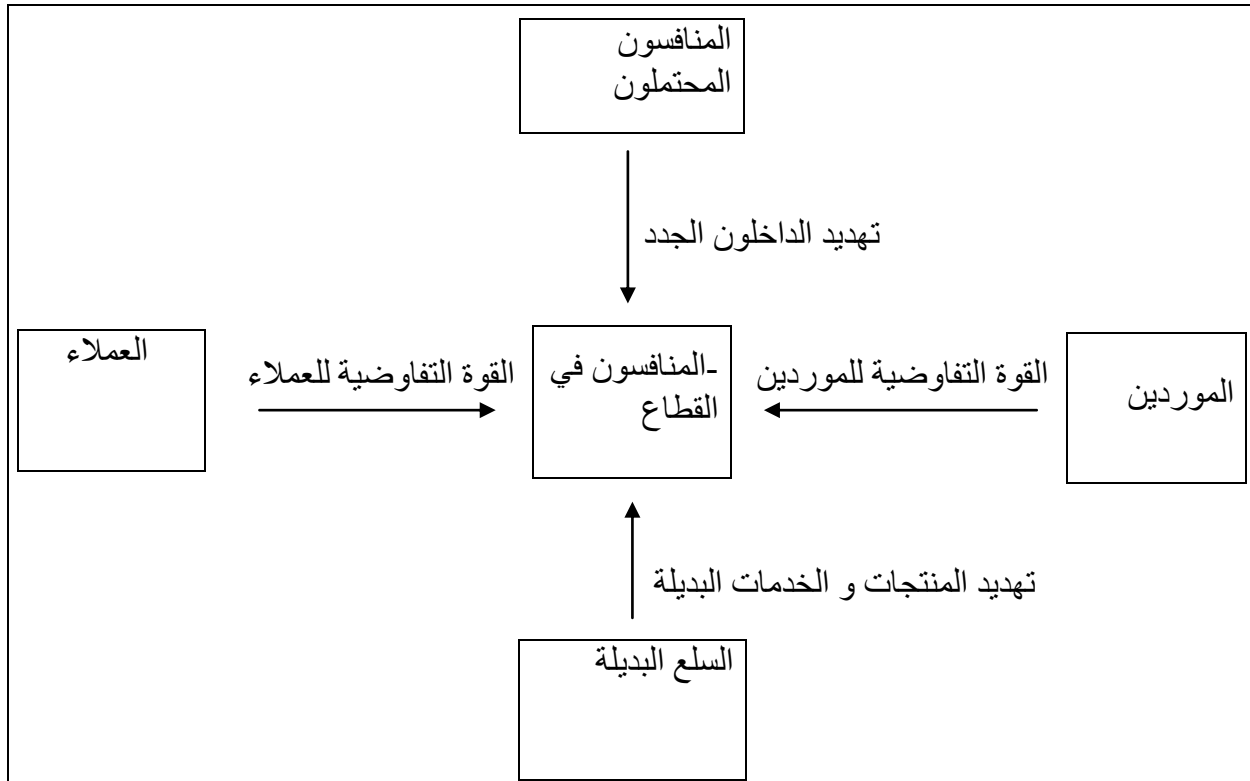 المنافسون
المحتملون
تهديد الداخلون الجدد
الموردين
القوة التفاوضية للموردين
-المنافسون في
القطاع
القوة التفاوضية للعملاء
العملاء
تهديد المنتجات و الخدمات البديلة
السلع البديلة